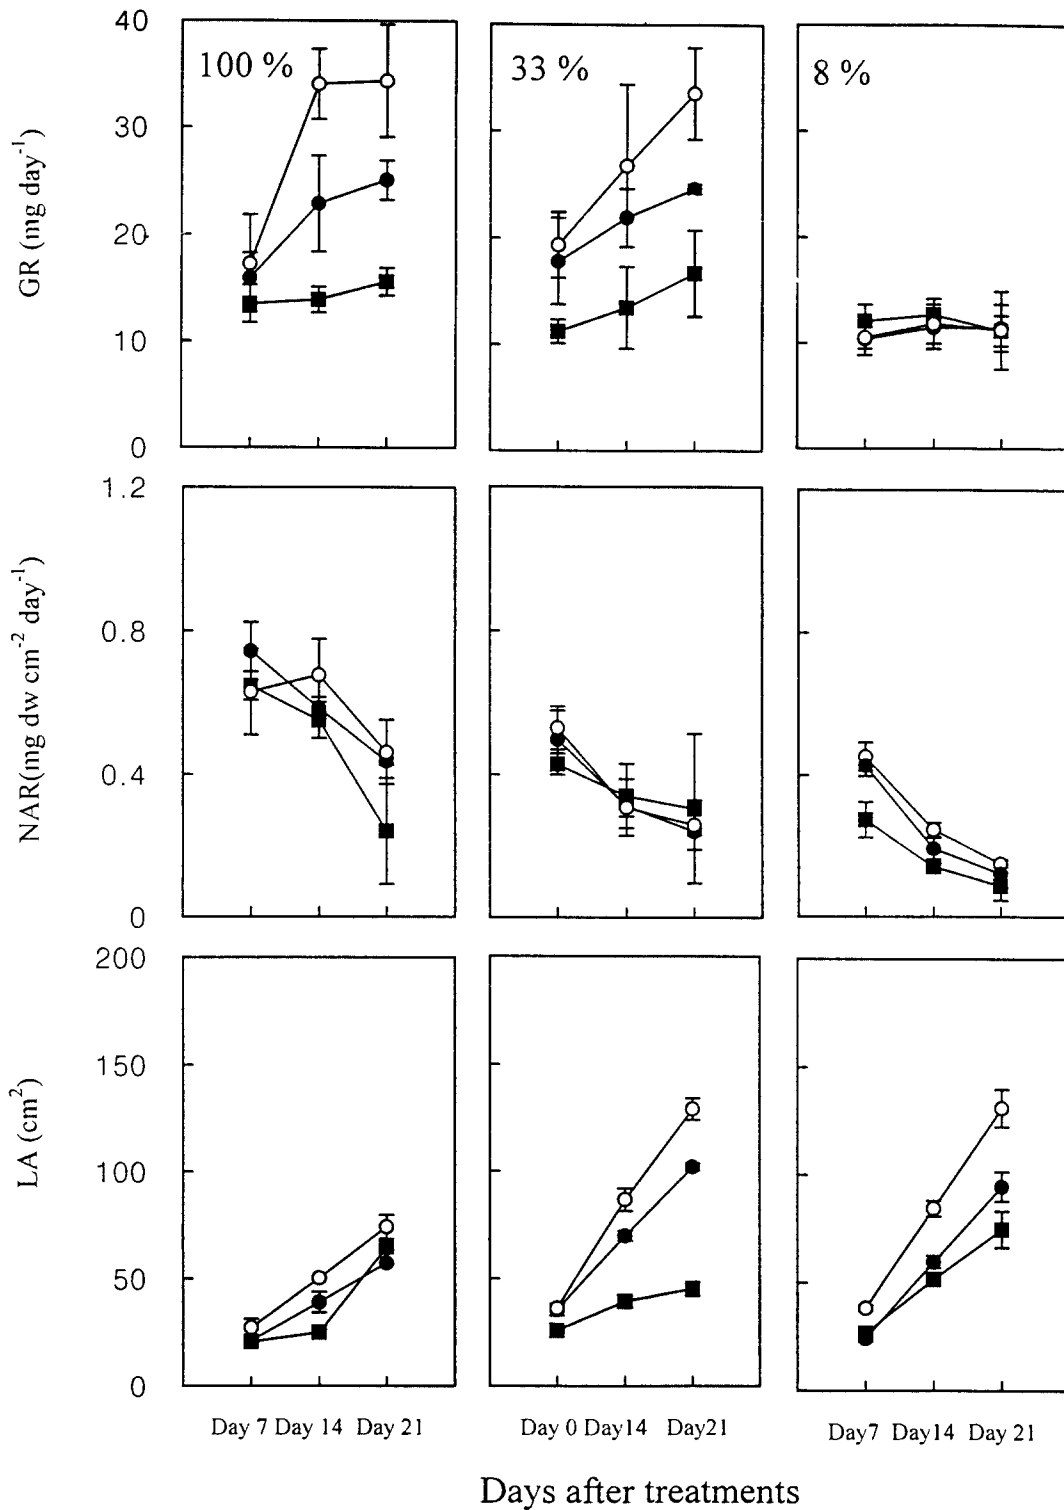 40
30
20
10
0
GR (mg day⁻¹)
100 %
33 %
8 %
1.2
0.8
0.4
0
NAR(mg dw cm⁻² day⁻¹)
200
150
100
50
0
LA (cm²)
Day 7 Day 14 Day 21
Day 0 Day14 Day21
Day7 Day14 Day 21
Days after treatments